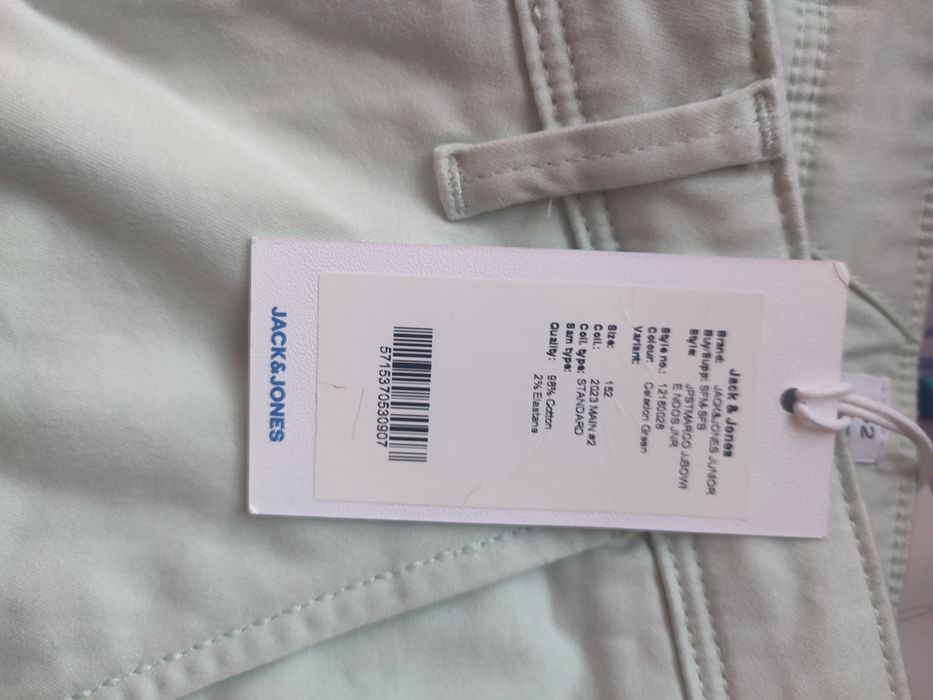 Jack & Jones
Brand: JACK&JONES JUNIOR
Buy/Supp: SFM-SFB
Style: JPSTMARCO JJBOWI
E NOOS JNR
Style no.: 12160028
Colour: Celadon Green
Variant:
Size: 152
Coll.: 2023 MAIN #2
Coll. type: STANDARD
Sam type:
Quality: 98% Cotton
2% Elastane
5715370530907
JACK&JONES